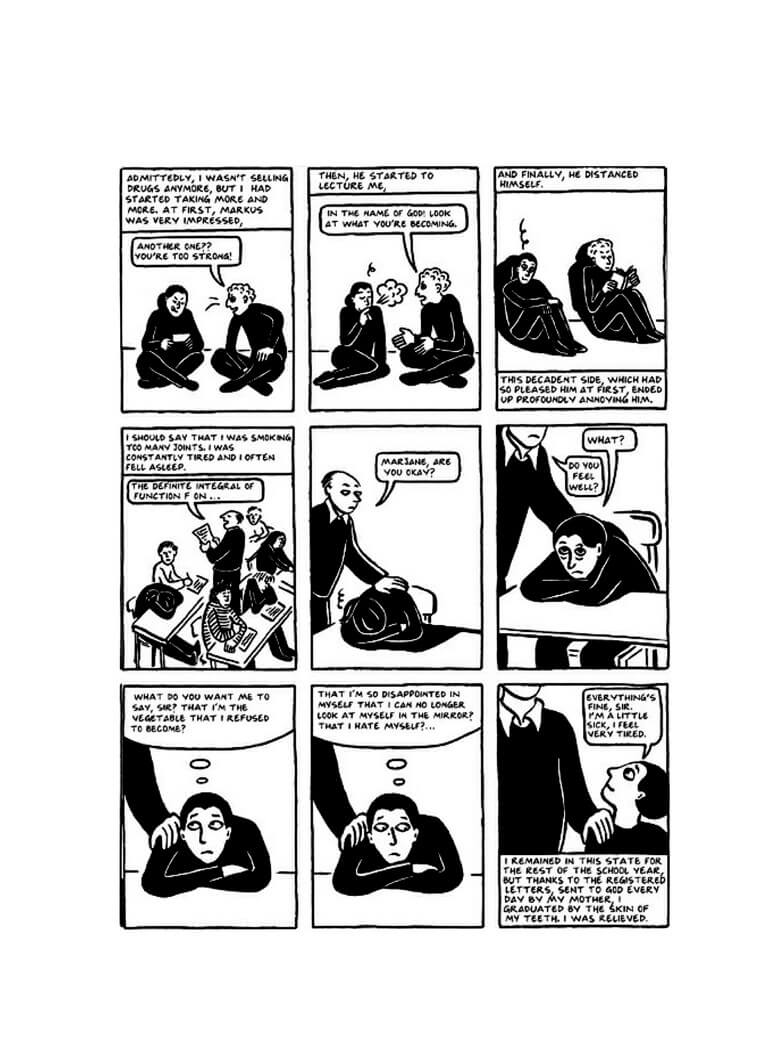 ADMITTEDLY, I WASN'T SELLING
DRUGS ANYMORE, BUT I HAD
STARTED TAKING MORE AND
MORE. AT FIRST, MARKUS
WAS VERY IMPRESSED,
ANOTHER ONE??
YOU'RE TOO STRONG!
THEN, HE STARTED TO
LECTURE ME,
IN THE NAME OF GOD! LOOK
AT WHAT YOU'RE BECOMING.
AND FINALLY, HE DISTANCED
HIMSELF.
THIS DECADENT SIDE, WHICH HAD
SO PLEASED HIM AT FIRST, ENDED
UP PROFOUNDLY ANNOYING HIM.
I SHOULD SAY THAT I WAS SMOKING
TOO MANY JOINTS. I WAS
CONSTANTLY TIRED AND I OFTEN
FELL ASLEEP.
THE DEFINITE INTEGRAL OF
FUNCTION F ON ...
MARJANE, ARE
YOU OKAY?
WHAT?
DO YOU
FEEL
WELL?
WHAT DO YOU WANT ME TO
SAY, SIR? THAT I'M THE
VEGETABLE THAT I REFUSED
TO BECOME?
THAT I'M SO DISAPPOINTED IN
MYSELF THAT I CAN NO LONGER
LOOK AT MYSELF IN THE MIRROR?
THAT I HATE MYSELF?...
EVERYTHING'S
FINE, SIR.
I'M A LITTLE
SICK, I FEEL
VERY TIRED.
I REMAINED IN THIS STATE FOR
THE REST OF THE SCHOOL YEAR,
BUT THANKS TO THE REGISTERED
LETTERS, SENT TO GOD EVERY
DAY BY MY MOTHER, I
GRADUATED BY THE SKIN OF
MY TEETH. I WAS RELIEVED.